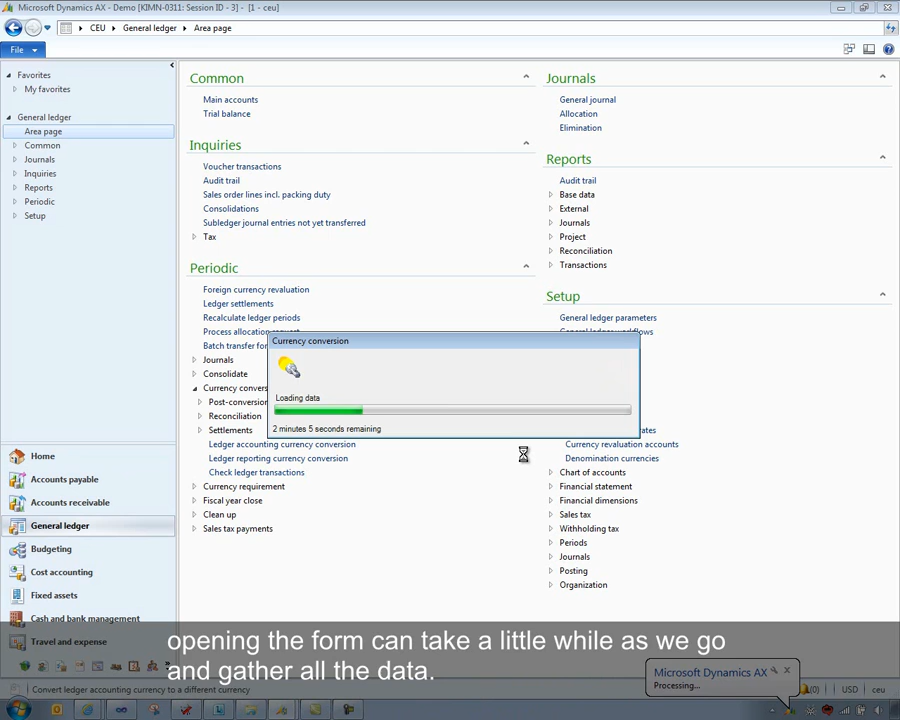 Microsoft Dynamics AX - Demo [KIMN-0311: Session ID - 3] - [1 - ceu]
CEU
General ledger
Area page
File
Favorites
My favorites
General ledger
Area page
Common
Journals
Inquiries
Reports
Periodic
Setup
Home
Accounts payable
Accounts receivable
General ledger
Budgeting
Cost accounting
Fixed assets
Cash and bank management
Travel and expense
Common
Main accounts
Trial balance
Inquiries
Voucher transactions
Audit trail
Sales order lines incl. packing duty
Consolidations
Subledger journal entries not yet transferred
Tax
Periodic
Foreign currency revaluation
Ledger settlements
Recalculate ledger periods
Process allocation request
Batch transfer fo
Journals
Consolidate
Currency convers
Post-conversion
Reconciliation
Settlements
Ledger accounting currency conversion
Ledger reporting currency conversion
Check ledger transactions
Currency requirement
Fiscal year close
Clean up
Sales tax payments
Journals
General journal
Allocation
Elimination
Reports
Audit trail
Base data
External
Journals
Project
Reconciliation
Transactions
Setup
General ledger parameters
General ledger workflows
Currency revaluation accounts
Denomination currencies
Chart of accounts
Financial statement
Financial dimensions
Sales tax
Withholding tax
Periods
Journals
Posting
Organization
Currency conversion
Loading data
2 minutes 5 seconds remaining
opening the form can take a little while as we go
and gather all the data.
Microsoft Dynamics AX
Processing...
Convert ledger accounting currency to a different currency
(0)
USD
ceu